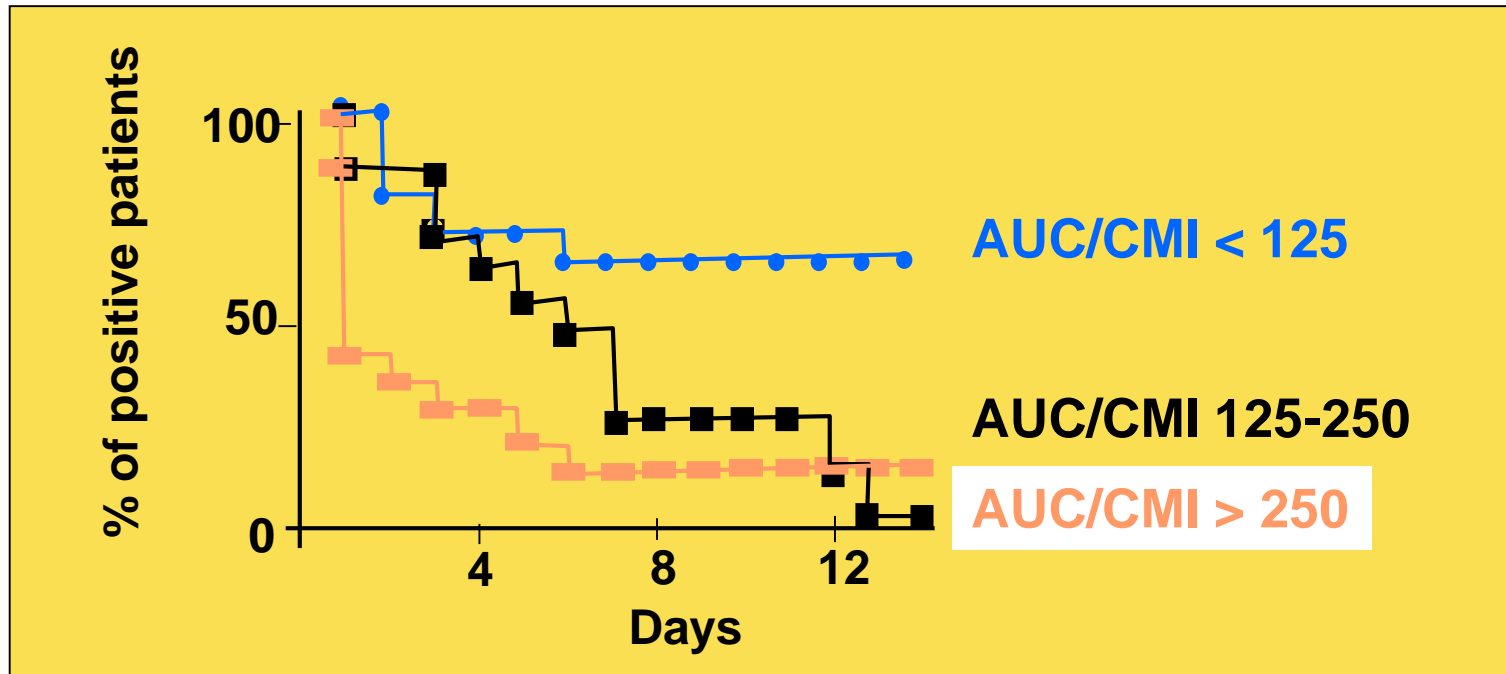 % of positive patients
100
50
0
4
8
12
Days
AUC/CMI < 125
AUC/CMI 125-250
AUC/CMI > 250